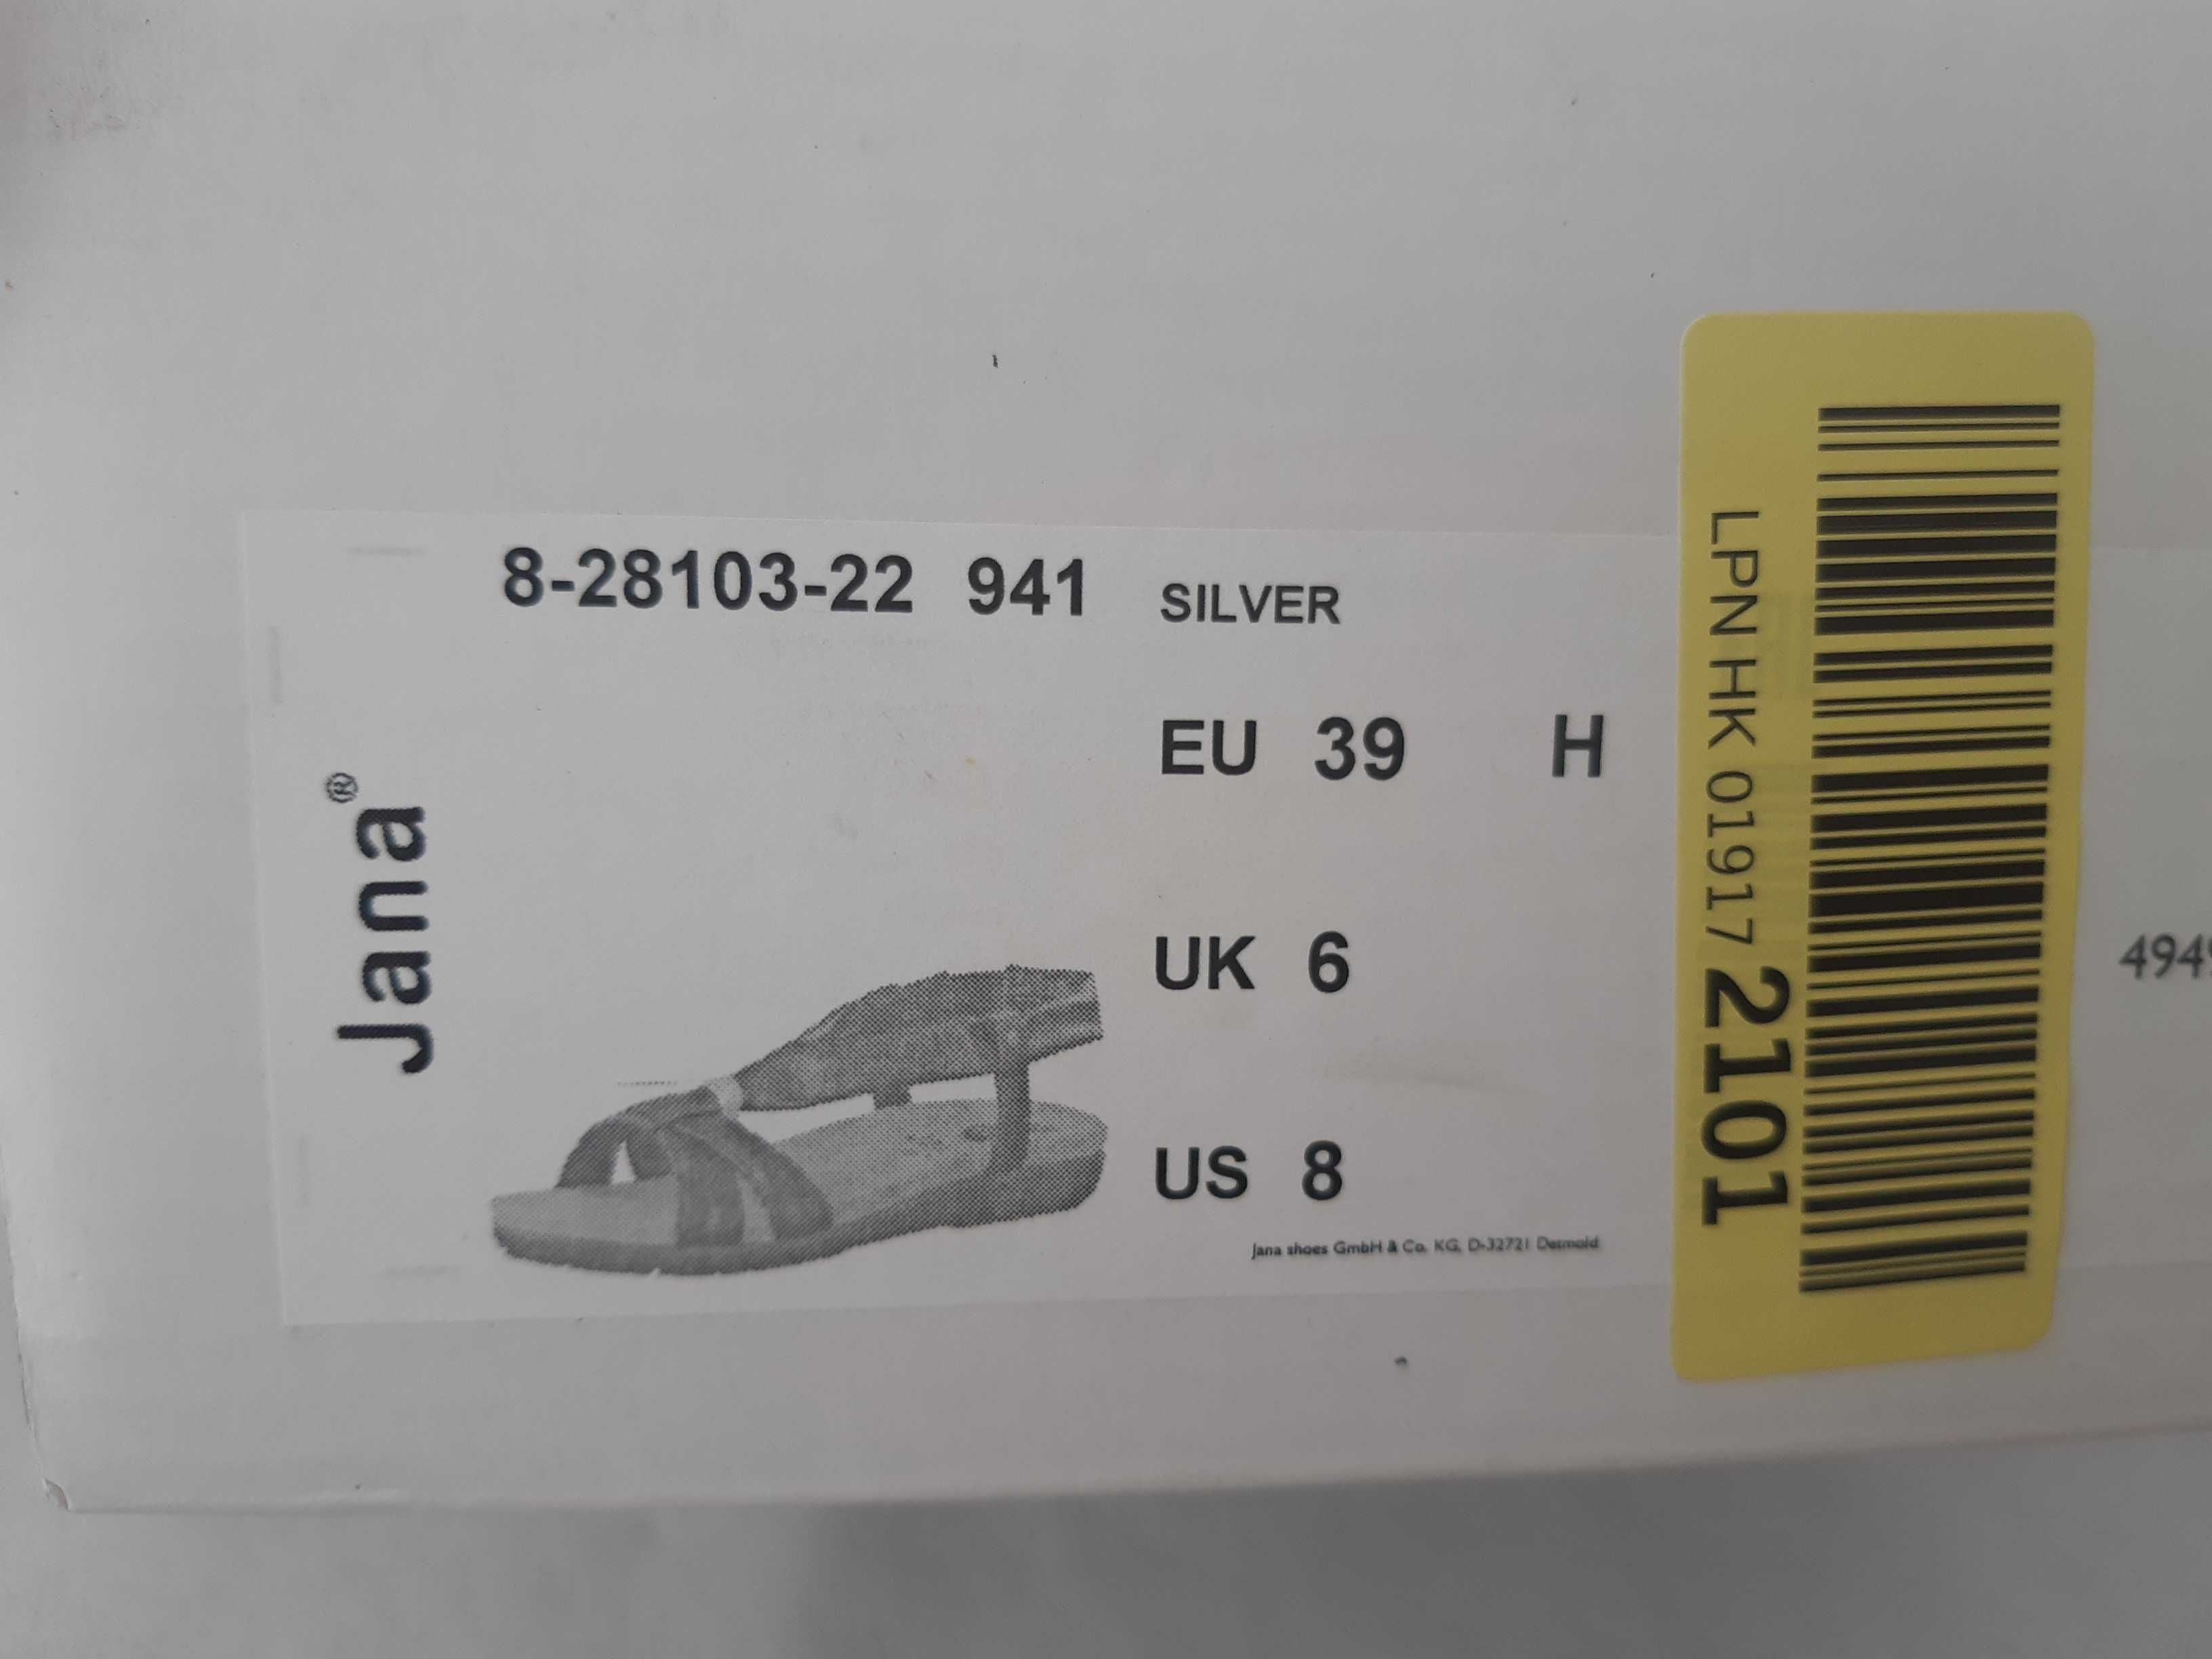 8-28103-22 941 SILVER
Jana®
EU 39 H
UK 6
US 8
Jana shoes GmbH & Co. KG, D-32721 Detmold
LPN HK 01917 2101